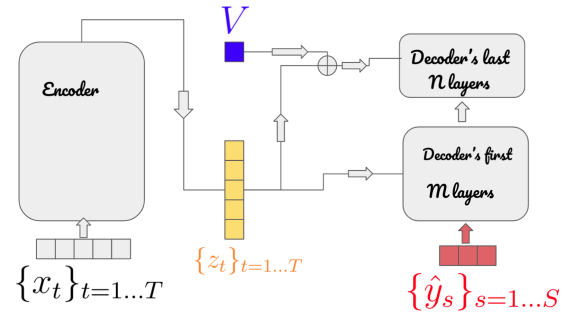 V
Encoder
Decoder's last
N layers
Decoder's first
M layers
{z_t}_{t=1...T}
{x_t}_{t=1...T}
{ŷ_s}_{s=1...S}